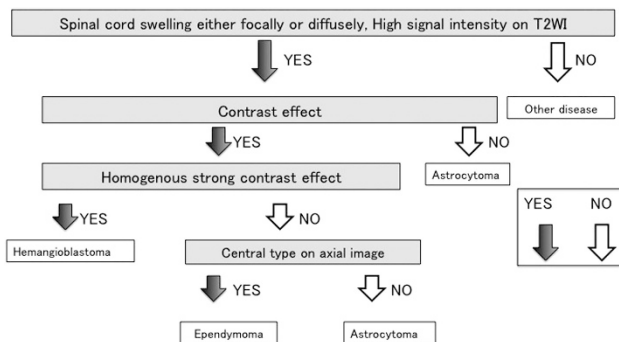 Spinal cord swelling either focally or diffusely, High signal intensity on T2WI
YES
NO
Contrast effect
Other disease
YES
NO
Homogenous strong contrast effect
Astrocytoma
YES
NO
YES NO
Hemangioblastoma
Central type on axial image
YES
NO
Ependymoma
Astrocytoma